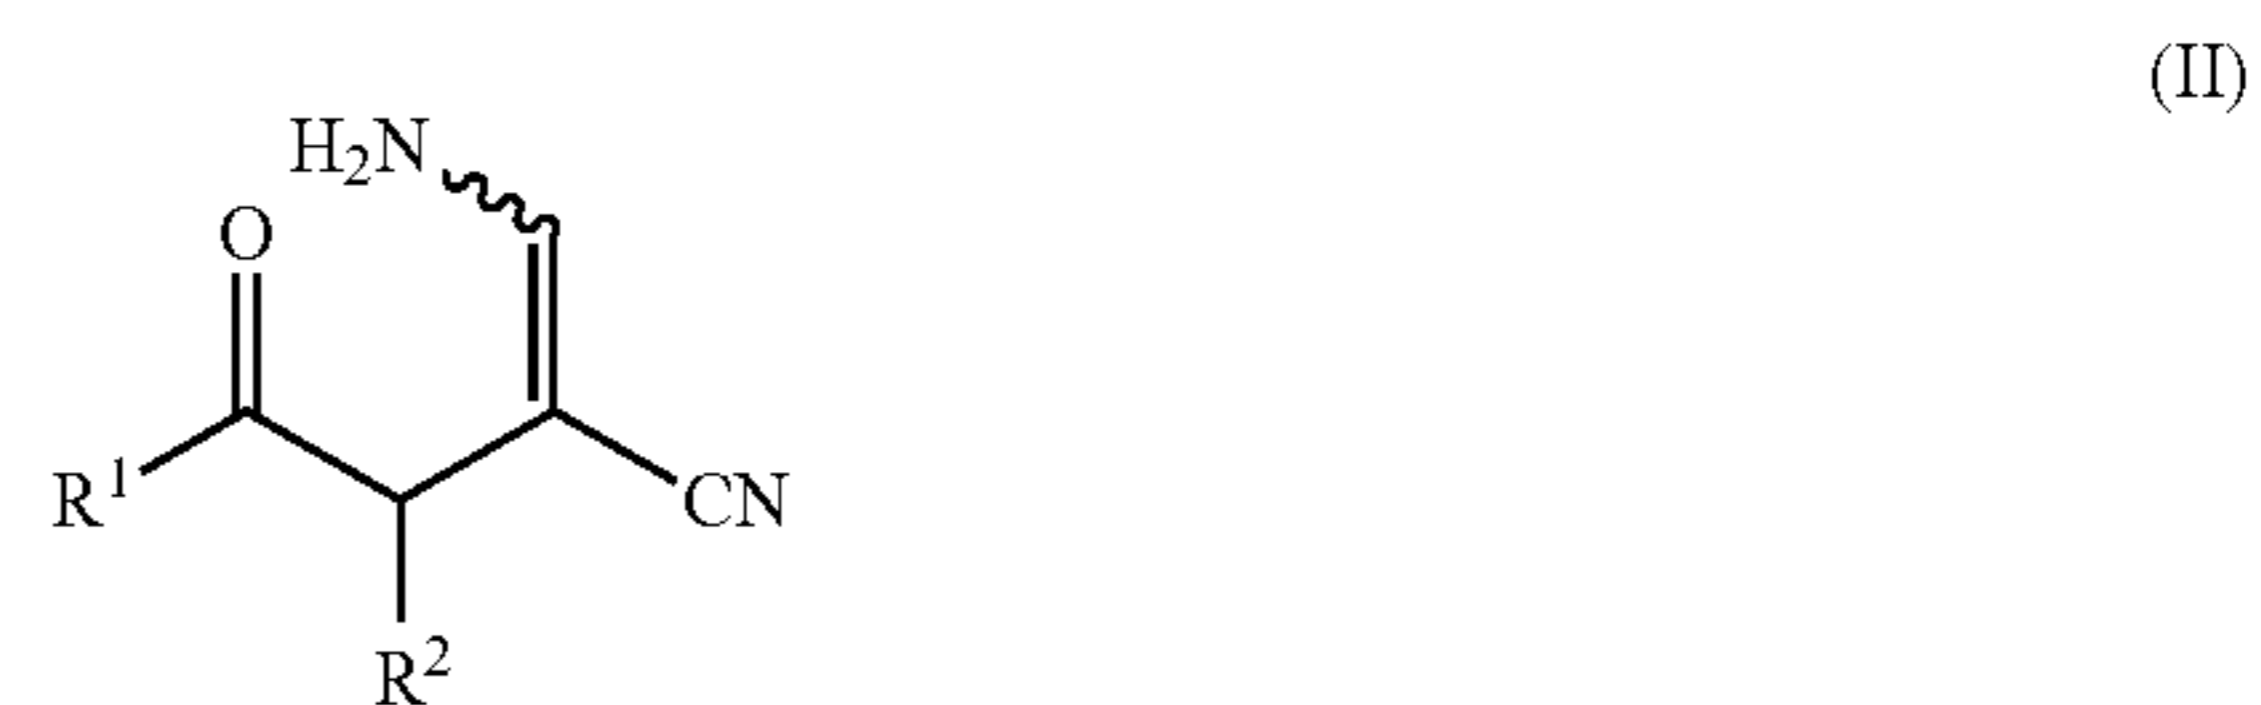 (II)
H₂N
O
R¹
CN
R²